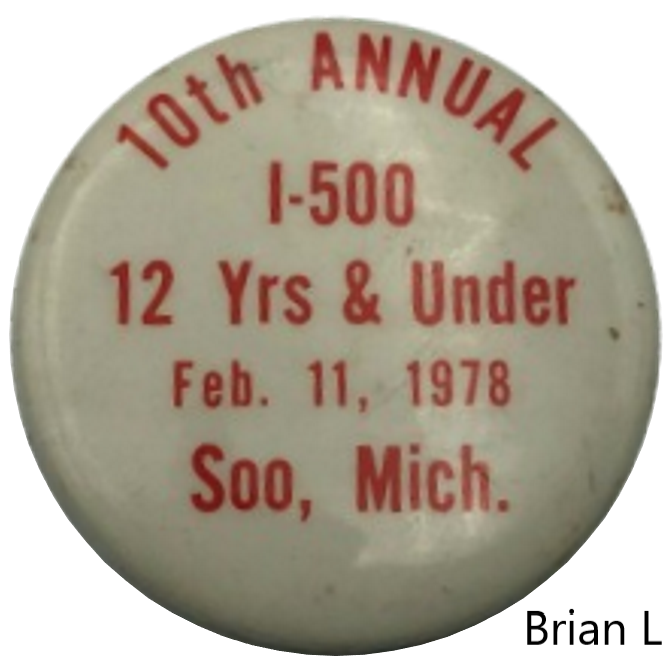 10th ANNUAL
I-500
12 Yrs & Under
Feb. 11, 1978
Soo, Mich.
Brian L